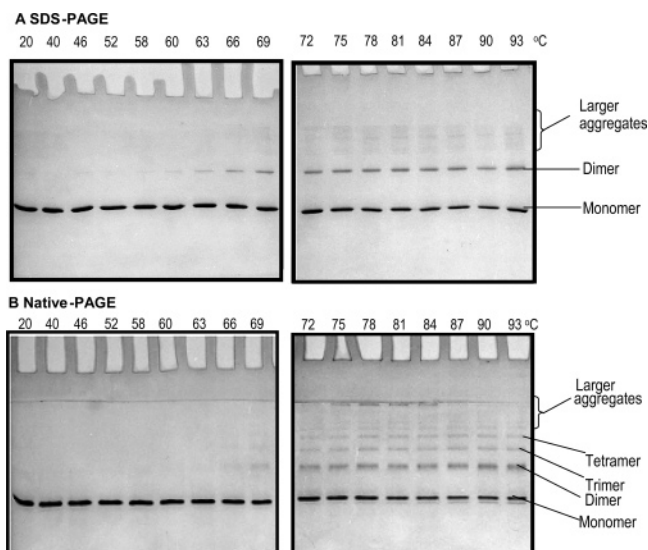 A SDS-PAGE
20 40 46 52 58 60 63 66 69 72 75 78 81 84 87 90 93 ºC
Larger
aggregates
Dimer
Monomer
B Native-PAGE
20 40 46 52 58 60 63 66 69 72 75 78 81 84 87 90 93 ºC
Larger
aggregates
Tetramer
Trimer
Dimer
Monomer